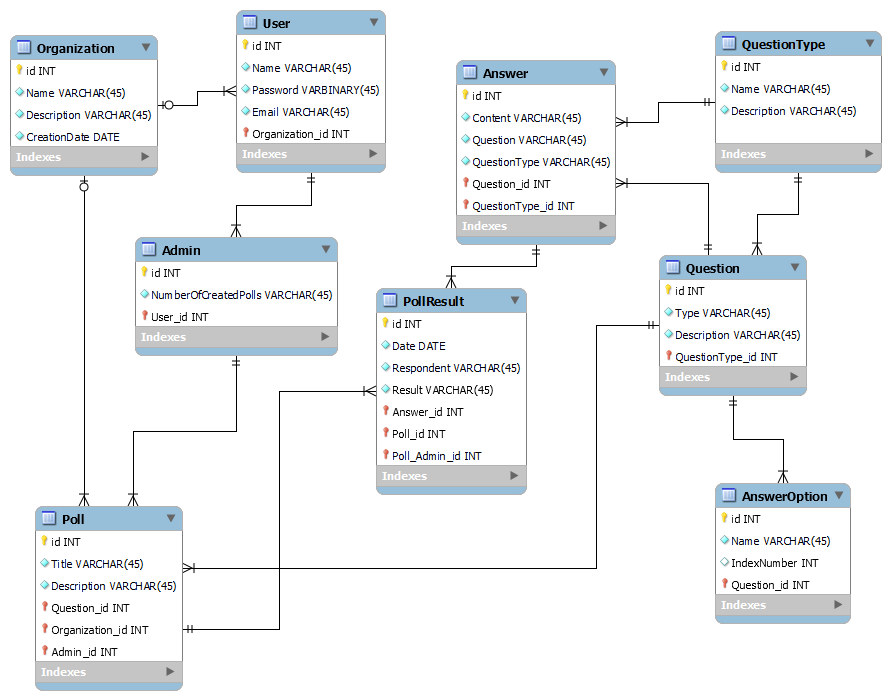 Organization
id INT
Name VARCHAR(45)
Description VARCHAR(45)
CreationDate DATE
Indexes
User
id INT
Name VARCHAR(45)
Password VARBINARY(45)
Email VARCHAR(45)
Organization_id INT
Indexes
Answer
id INT
Content VARCHAR(45)
Question VARCHAR(45)
QuestionType VARCHAR(45)
Question_id INT
QuestionType_id INT
Indexes
QuestionType
id INT
Name VARCHAR(45)
Description VARCHAR(45)
Indexes
Admin
id INT
NumberOfCreatedPolls VARCHAR(45)
User_id INT
Indexes
PollResult
id INT
Date DATE
Respondent VARCHAR(45)
Result VARCHAR(45)
Answer_id INT
Poll_id INT
Poll_Admin_id INT
Indexes
Question
id INT
Type VARCHAR(45)
Description VARCHAR(45)
QuestionType_id INT
Indexes
Poll
id INT
Title VARCHAR(45)
Description VARCHAR(45)
Question_id INT
Organization_id INT
Admin_id INT
Indexes
AnswerOption
id INT
Name VARCHAR(45)
IndexNumber INT
Question_id INT
Indexes